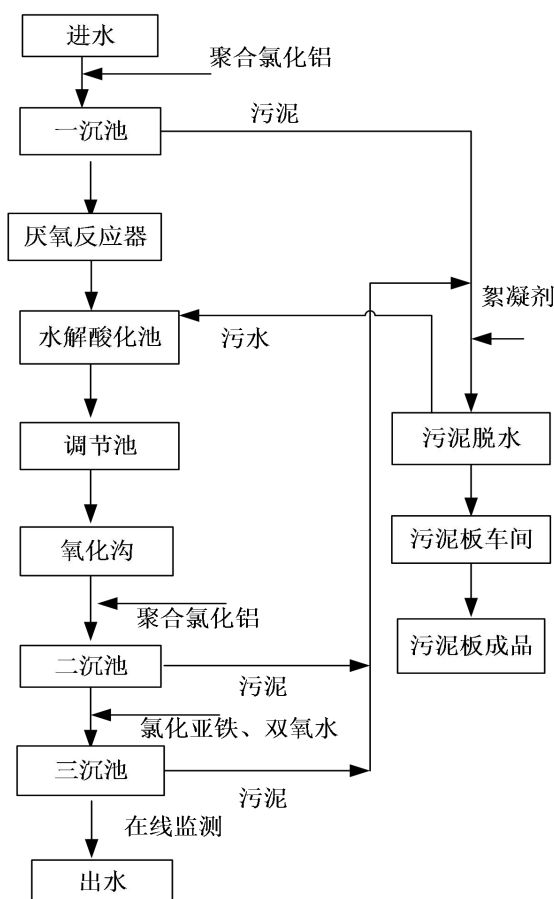 进水
聚合氯化铝
一沉池
污泥
厌氧反应器
絮凝剂
水解酸化池
污水
调节池
污泥脱水
氧化沟
污泥板车间
聚合氯化铝
污泥板成品
二沉池
污泥
氯化亚铁、双氧水
三沉池
污泥
在线监测
出水